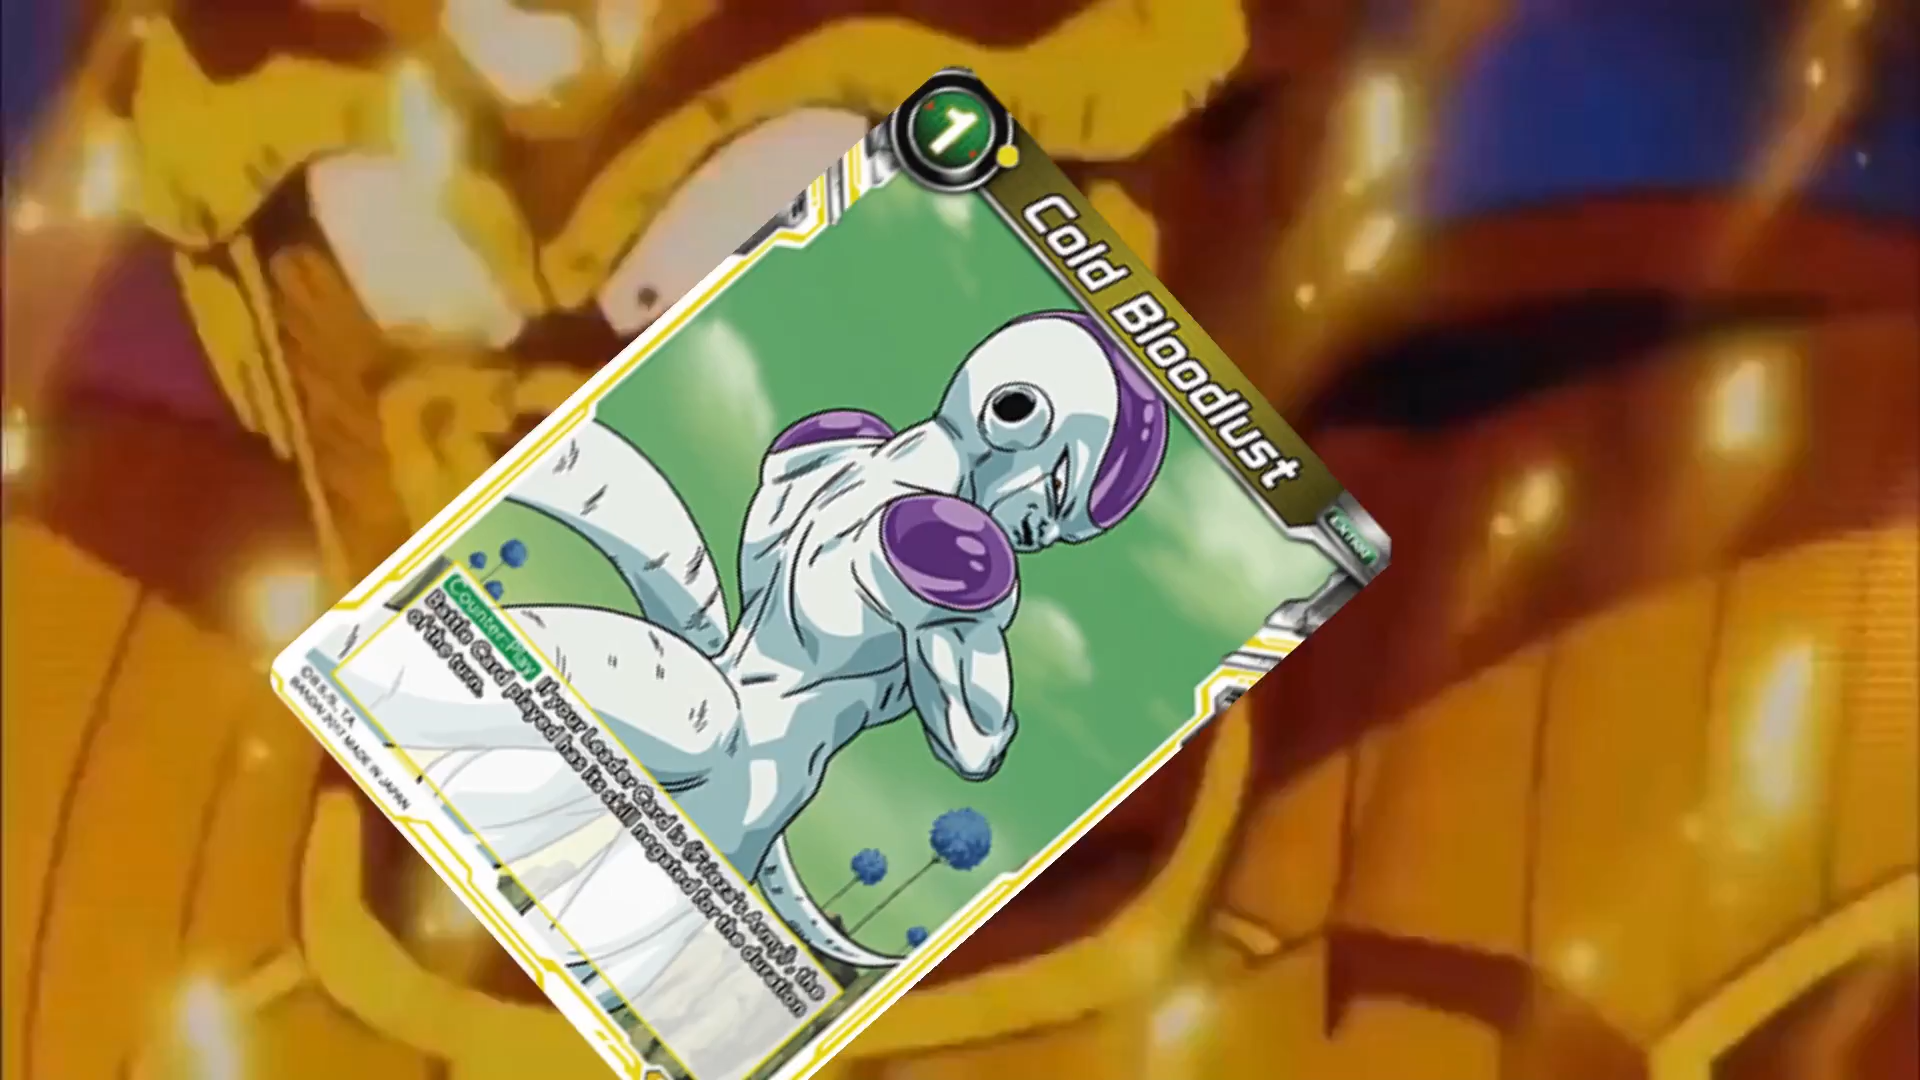 1
Cold Bloodlust
Counter-Play If your Leader Card is 《Frieza's Army》, the
Battle Card played has its skill negated for the duration
of the turn.
©B.S./S., T.A.
BANDAI 2017 MADE IN JAPAN